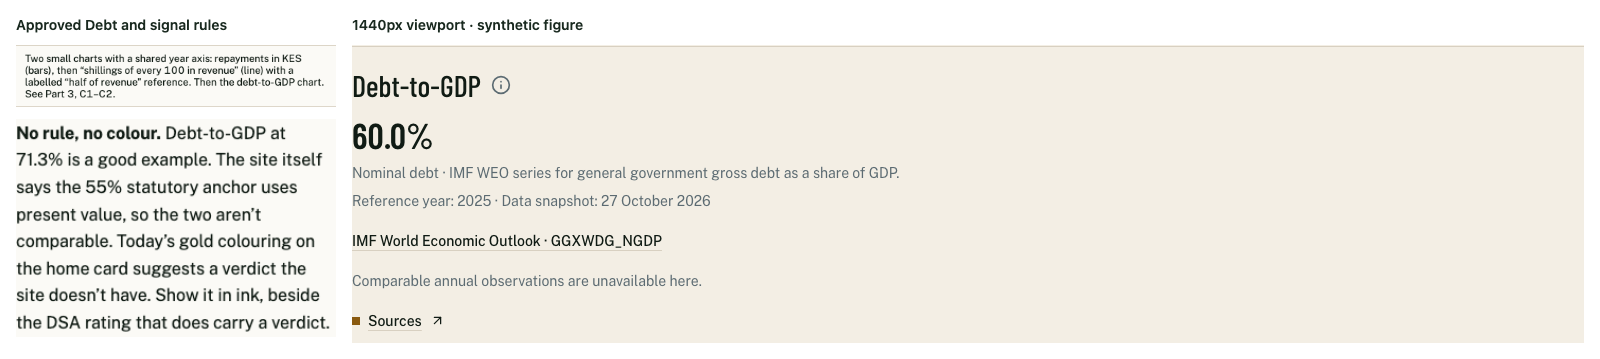 Approved Debt and signal rules
Two small charts with a shared year axis: repayments in KES
(bars), then “shillings of every 100 in revenue” (line) with a
labelled “half of revenue” reference. Then the debt-to-GDP chart.
See Part 3, C1–C2.
No rule, no colour. Debt-to-GDP at
71.3% is a good example. The site itself
says the 55% statutory anchor uses
present value, so the two aren’t
comparable. Today’s gold colouring on
the home card suggests a verdict the
site doesn’t have. Show it in ink, beside
the DSA rating that does carry a verdict.
1440px viewport · synthetic figure
Debt-to-GDP
60.0%
Nominal debt · IMF WEO series for general government gross debt as a share of GDP.
Reference year: 2025 · Data snapshot: 27 October 2026
IMF World Economic Outlook · GGXWDG_NGDP
Comparable annual observations are unavailable here.
Sources